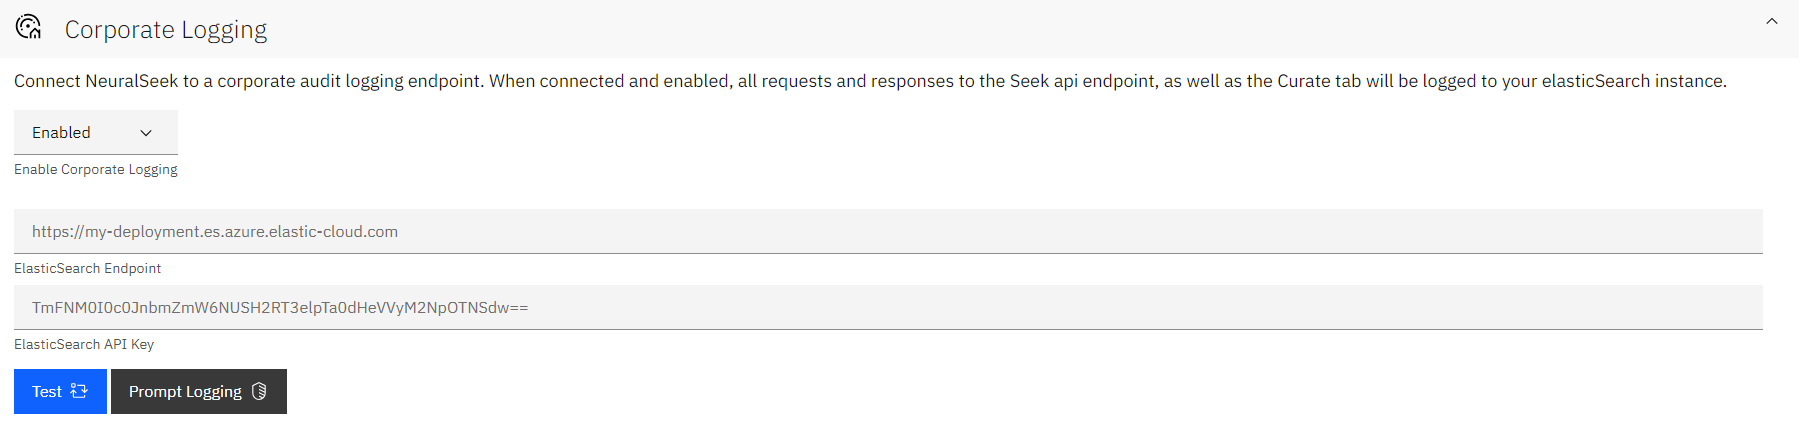 Corporate Logging
Connect NeuralSeek to a corporate audit logging endpoint. When connected and enabled, all requests and responses to the Seek api endpoint, as well as the Curate tab will be logged to your elasticSearch instance.
Enabled
Enable Corporate Logging
https://my-deployment.es.azure.elastic-cloud.com
ElasticSearch Endpoint
TmFNM0I0c0JnbmZmW6NUSH2RT3elpTa0dHeVVyM2NpOTNSdw==
ElasticSearch API Key
Test
Prompt Logging